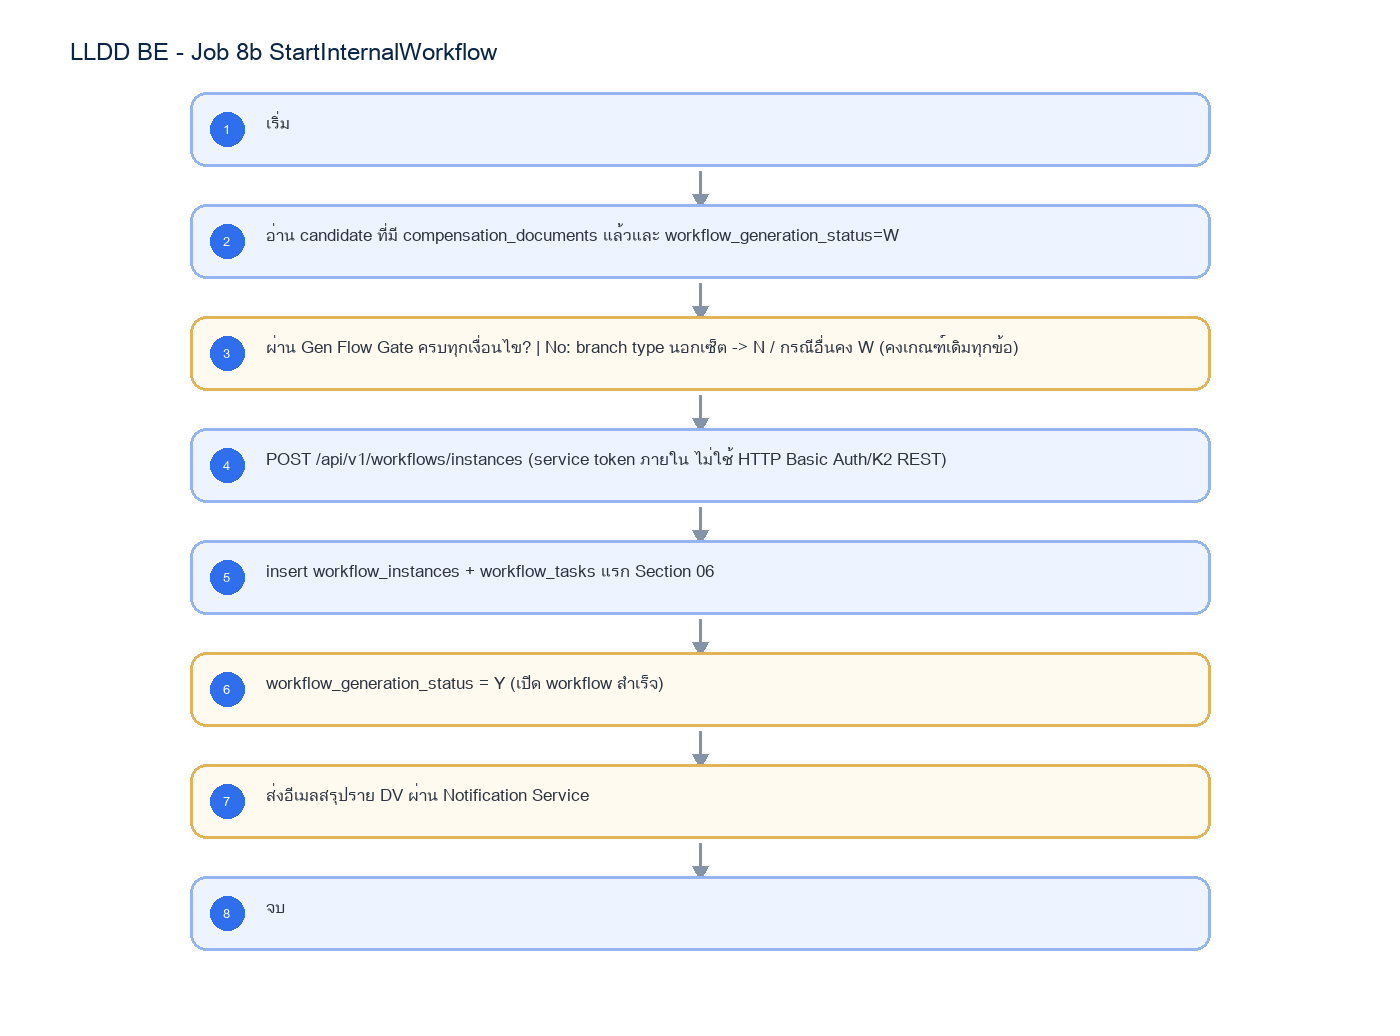 LLDD BE - Job 8b StartInternalWorkflow
1 เริ่ม
2 อ่าน candidate ที่มี compensation_documents แล้วและ workflow_generation_status=W
3 ผ่าน Gen Flow Gate ครบทุกเงื่อนไข? | No: branch type นอกเซ็ต -> N / กรณีอื่นคง W (คงเกณฑ์เดิมทุกข้อ)
4 POST /api/v1/workflows/instances (service token ภายใน ไม่ใช้ HTTP Basic Auth/K2 REST)
5 insert workflow_instances + workflow_tasks แรก Section 06
6 workflow_generation_status = Y (เปิด workflow สำเร็จ)
7 ส่งอีเมลสรุปราย DV ผ่าน Notification Service
8 จบ